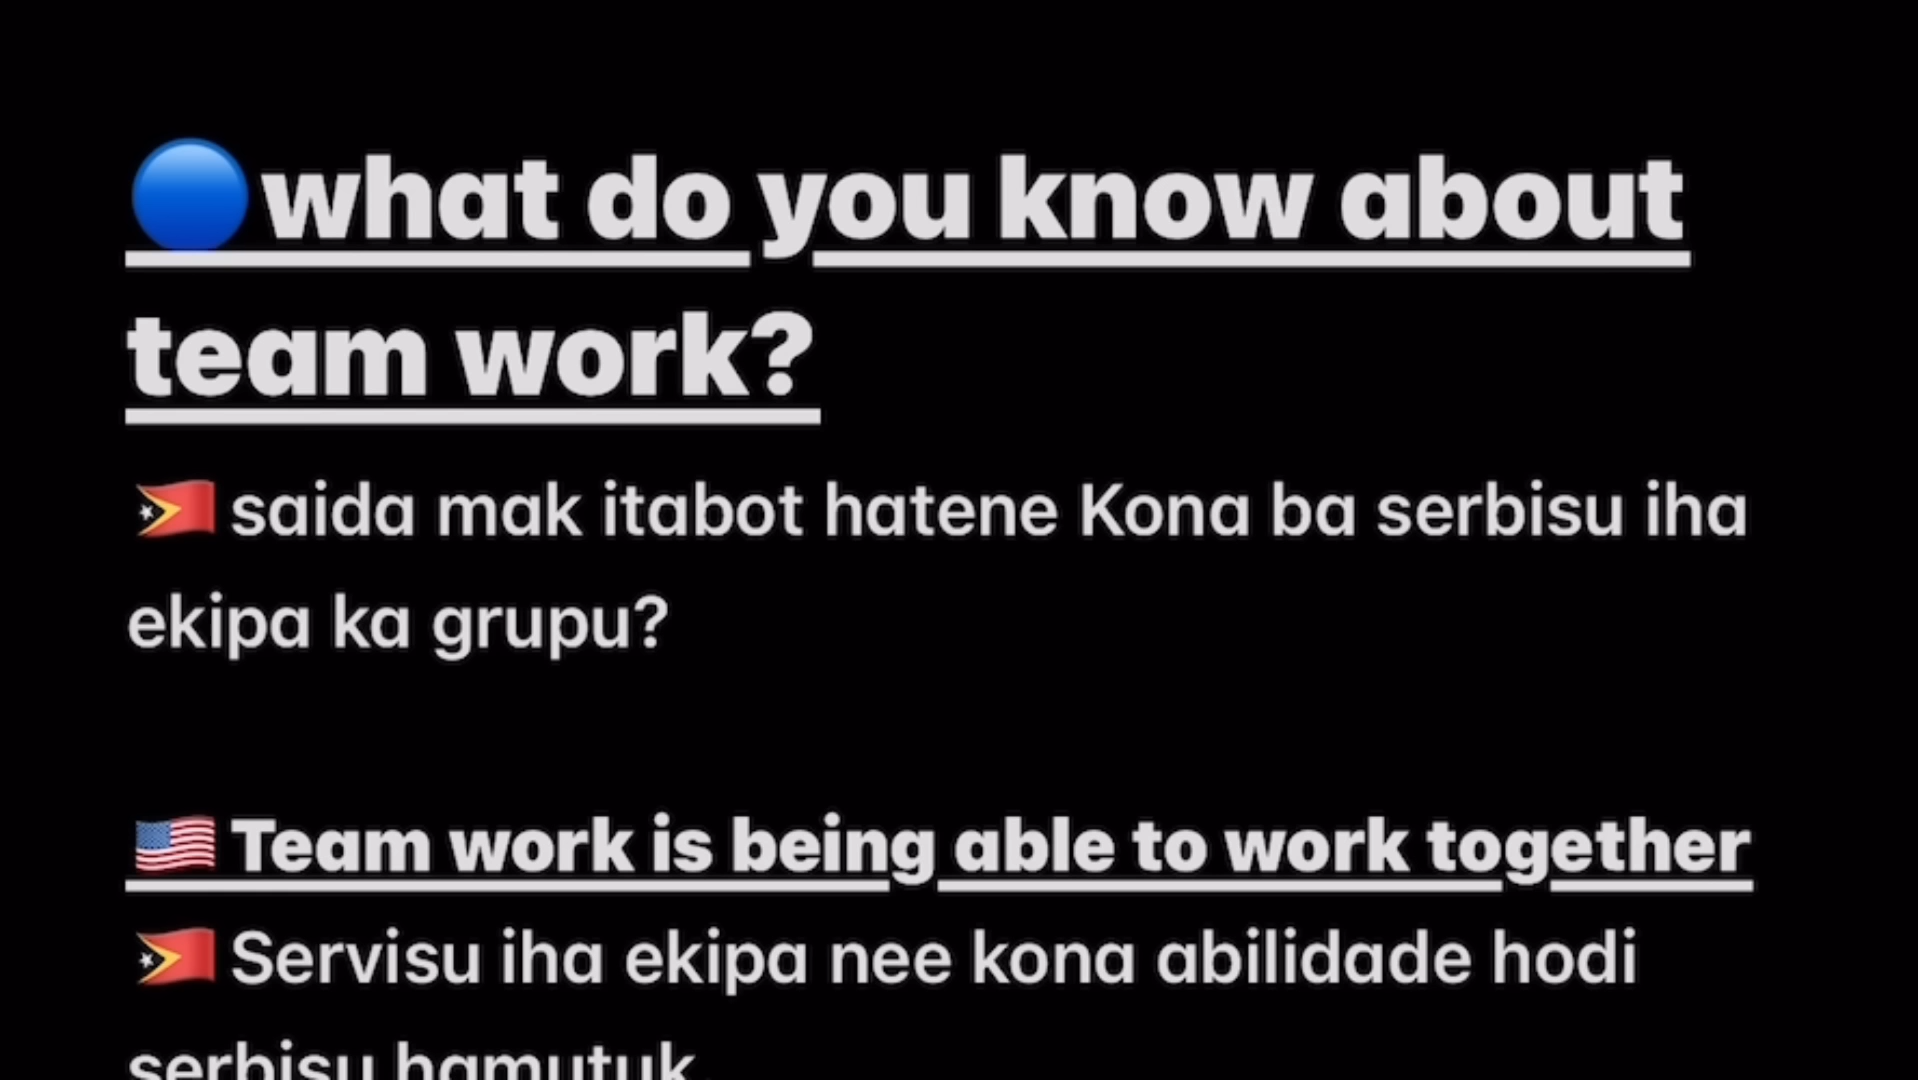 🔵what do you know about
team work?
🇹🇱 saida mak itabot hatene Kona ba serbisu iha
ekipa ka grupu?
🇺🇸 Team work is being able to work together
🇹🇱 Servisu iha ekipa nee kona abilidade hodi
serbisu hamutuk.